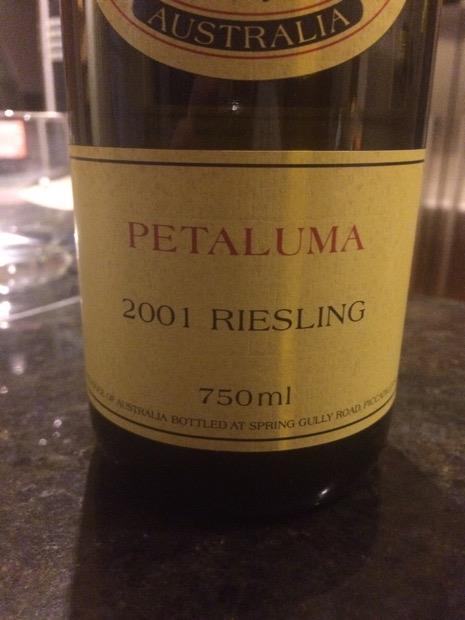 AUSTRALIA
PETALUMA
2001 RIESLING
750ml
OF AUSTRALIA BOTTLED AT SPRING GULLY ROAD,